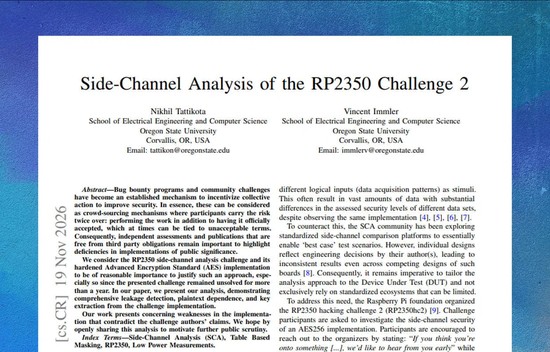 Side-Channel Analysis of the RP2350 Challenge 2
Nikhil Tattikota
School of Electrical Engineering and Computer Science
Oregon State University
Corvallis, OR, USA
Email: tattikon@oregonstate.edu
Vincent Immler
School of Electrical Engineering and Computer Science
Oregon State University
Corvallis, OR, USA
Email: immlerv@oregonstate.edu
[cs.CR] 19 Nov 2026
Abstract—Bug bounty programs and community challenges
have become an established mechanism to incentivize collective
action to improve security. In essence, these can be considered
as crowd-sourcing mechanisms where participants carry the risk
twice over: performing the work in addition to having it officially
accepted, which at times can be tied to unacceptable terms.
Consequently, independent assessments and publications that are
free from third party obligations remain important to highlight
deficiencies in implementations of public significance.
We consider the RP2350 side-channel analysis challenge and its
hardened Advanced Encryption Standard (AES) implementation
to be of reasonable importance to justify such an approach, espe-
cially so since the presented challenge remained unsolved for more
than a year. In our paper, we present our analysis, demonstrating
comprehensive leakage detection, plaintext dependence, and key
extraction from the challenge implementation.
Our work presents concerning weaknesses in the implementa-
tion that contradict the challenge authors' claims. We hope by
openly sharing this analysis to motivate further public scrutiny.
Index Terms—Side-Channel Analysis (SCA), Table Based
Masking, RP2350, Low Power Measurements.
different logical inputs (data acquisition patterns) as stimuli.
This often result in vast amounts of data with substantial
differences in the assessed security levels of different data sets,
despite observing the same implementation [4], [5], [6], [7].
To counteract this, the SCA community has been exploring
standardized side-channel comparison platforms to essentially
enable 'best case' test scenarios. However, individual designs
reflect engineering decisions by their author(s), leading to
inconsistent results even across competing designs of such
boards [8]. Consequently, it remains imperative to tailor the
analysis approach to the Device Under Test (DUT) and not
exclusively rely on standardized ecosystems that can be limited.
To address this need, the Raspberry Pi foundation organized
the RP2350 hacking challenge 2 (RP2350hc2) [9]. Challenge
participants are asked to investigate the side-channel security
of an AES256 implementation. Participants are encouraged to
reach out to the organizers by stating: "If you think you're
onto something [...], we'd like to hear from you early" while